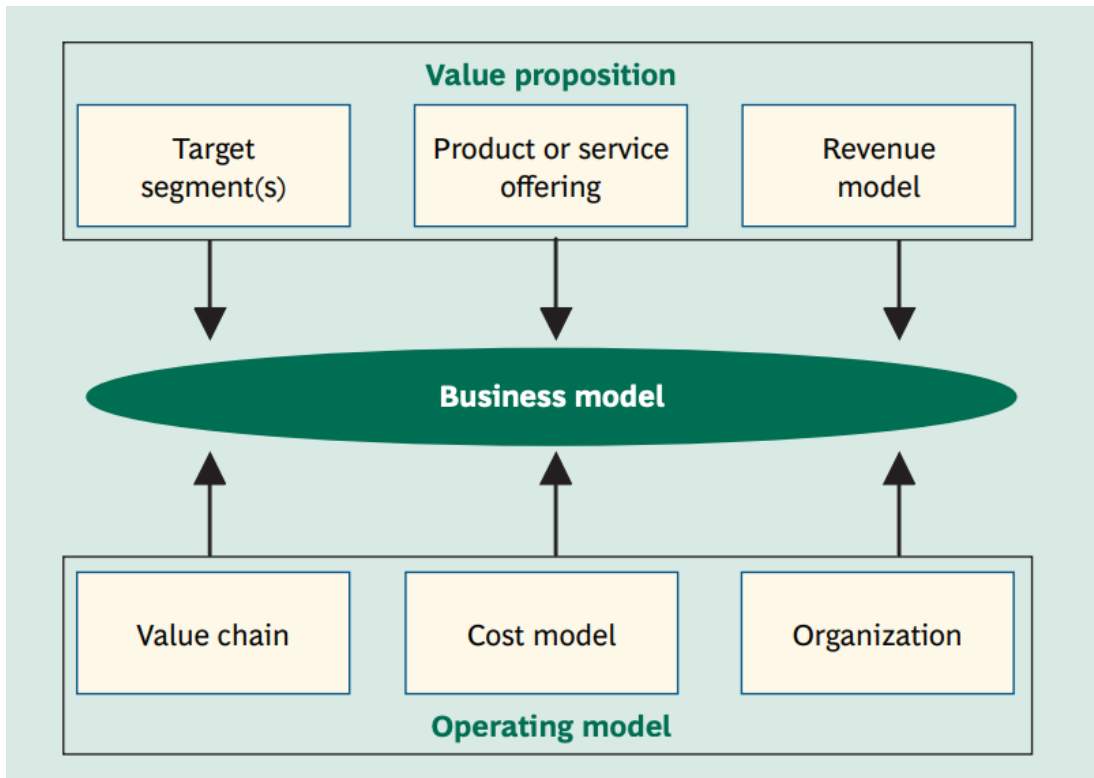 Value proposition
Target
segment(s)
Product or service
offering
Revenue
model
Business model
Value chain
Cost model
Organization
Operating model